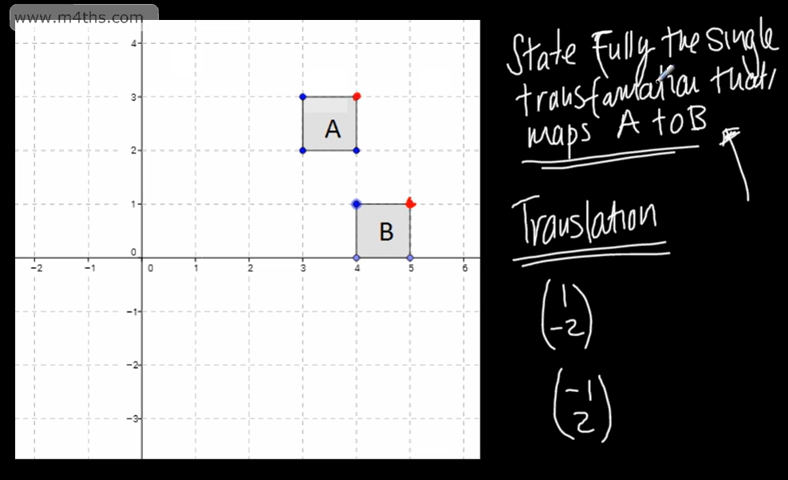 www.m4ths.com
State Fully the single
transformation that
maps A to B
Translation
(1
-2)
(-1
2)
A
B
4
3
2
1
0
-1
-2
-3
-2 -1 0 1 2 3 4 5 6